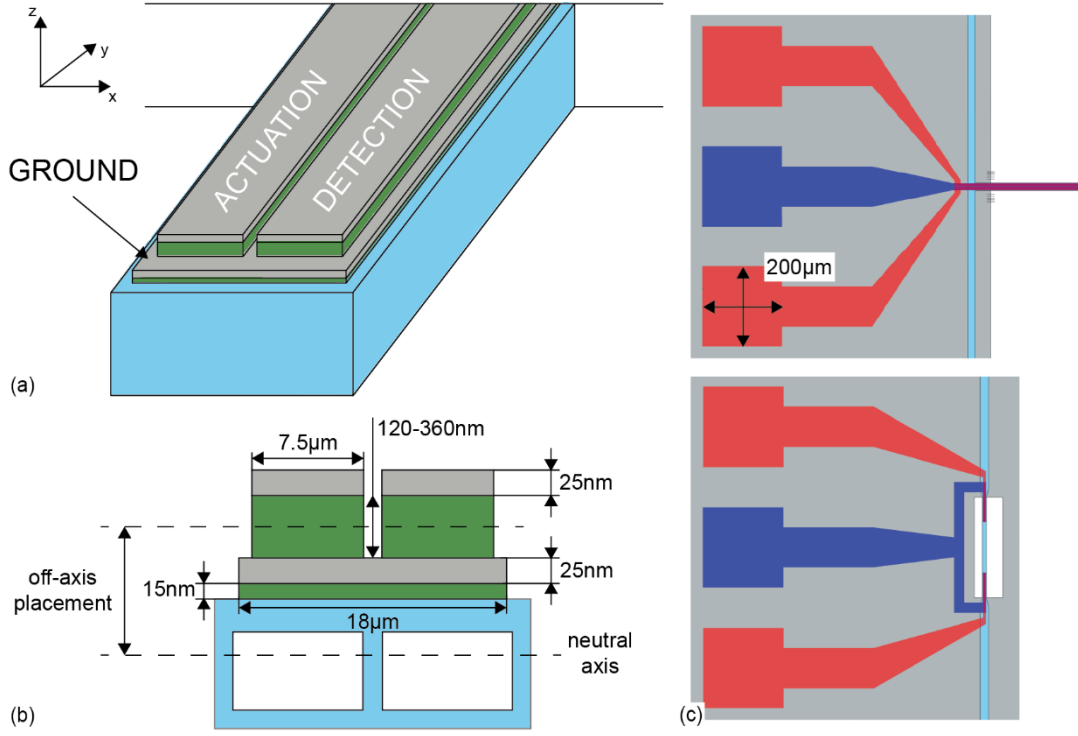 z
y
x
ACTUATION
DETECTION
GROUND
(a)
7.5µm
120-360nm
25nm
off-axis
placement
15nm
25nm
18µm
neutral
axis
(b)
200µm
(c)